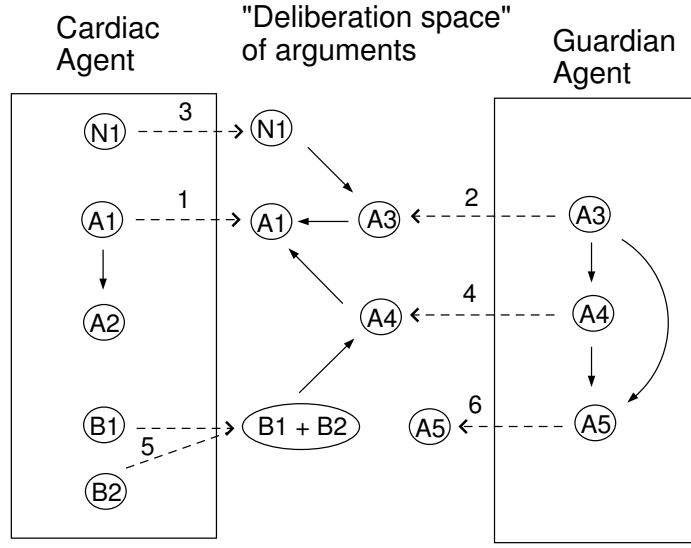 Cardiac
Agent
"Deliberation space"
of arguments
Guardian
Agent
N1
3
N1
A1
1
A1
A3
2
A3
A2
A4
4
A4
B1
5
B2
B1 + B2
A5
6
A5